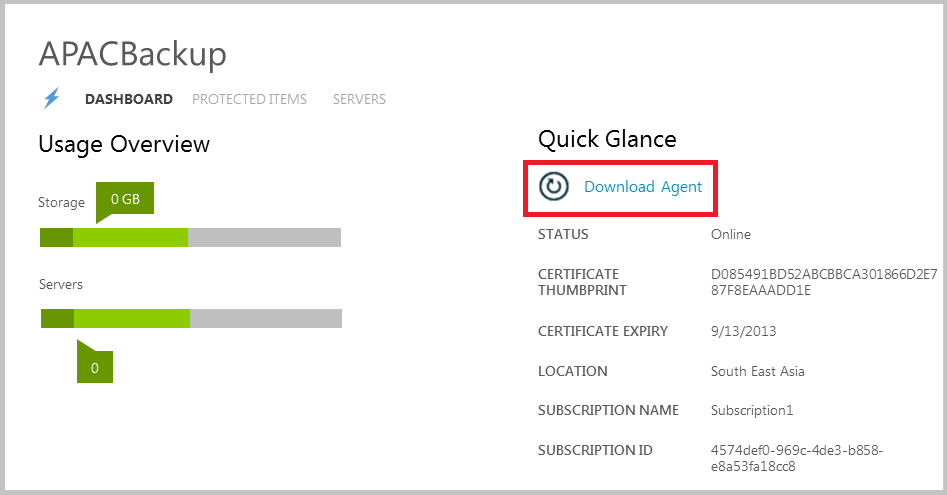 APACBackup
DASHBOARD PROTECTED ITEMS SERVERS
Usage Overview
Storage 0 GB
Servers
0
Quick Glance
Download Agent
STATUS Online
CERTIFICATE THUMBPRINT D085491BD52ABCBBCA301866D2E7
87F8EAAADD1E
CERTIFICATE EXPIRY 9/13/2013
LOCATION South East Asia
SUBSCRIPTION NAME Subscription1
SUBSCRIPTION ID 4574def0-969c-4de3-b858-
e8a53fa18cc8